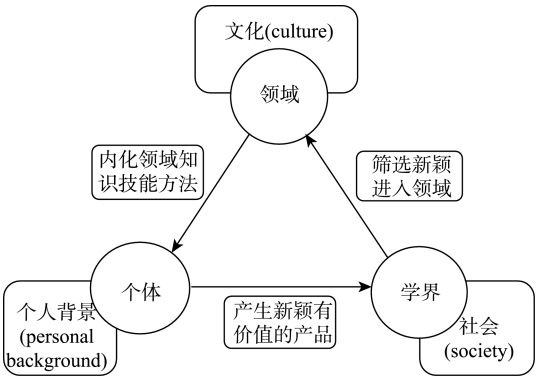 文化(culture)
领域
内化领域知
识技能方法
筛选新颖
进入领域
个体
学界
个人背景
(personal
background)
产生新颖有
价值的产品
社会
(society)